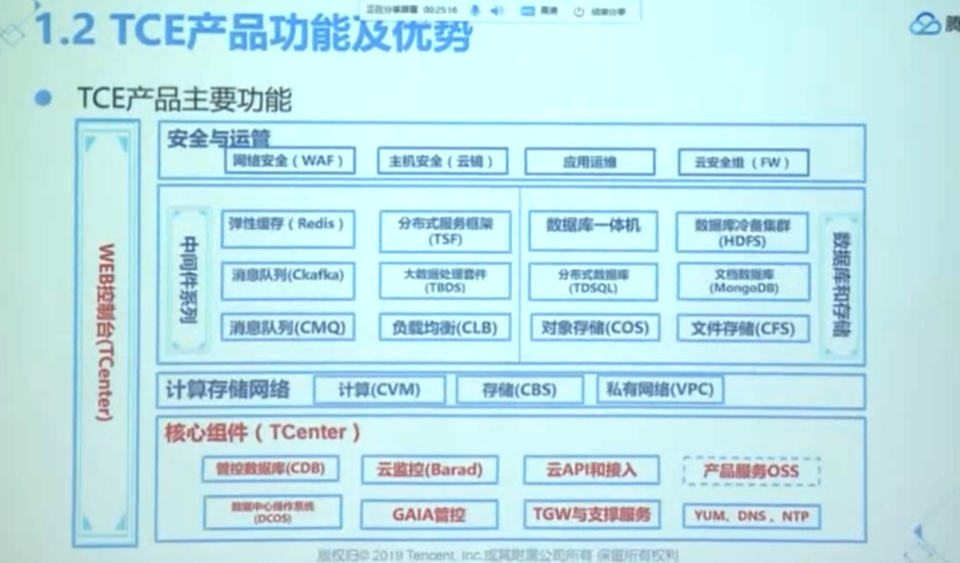 正在分享屏幕 00:25:16 结束分享
1.2 TCE产品功能及优势
腾
TCE产品主要功能
WEB控制台(TCenter)
安全与运管
网络安全（WAF）
主机安全（云镜）
应用运维
云安全组（FW）
中间件系列
弹性缓存（Redis）
分布式服务框架
(TSF)
消息队列(Ckafka)
大数据处理套件
(TBDS)
消息队列(CMQ)
负载均衡(CLB)
数据库一体机
数据库冷备集群
(HDFS)
分布式数据库
(TDSQL)
文档数据库
(MongoDB)
对象存储(COS)
文件存储(CFS)
数据库和存储
计算存储网络
计算(CVM)
存储(CBS)
私有网络(VPC)
核心组件（TCenter）
管控数据库(CDB)
云监控(Barad)
云API和接入
产品服务OSS
数据中心操作系统
(DCOS)
GAIA管控
TGW与支撑服务
YUM、DNS、NTP
版权归© 2019 Tencent, Inc.或其附属公司所有 保留所有权利